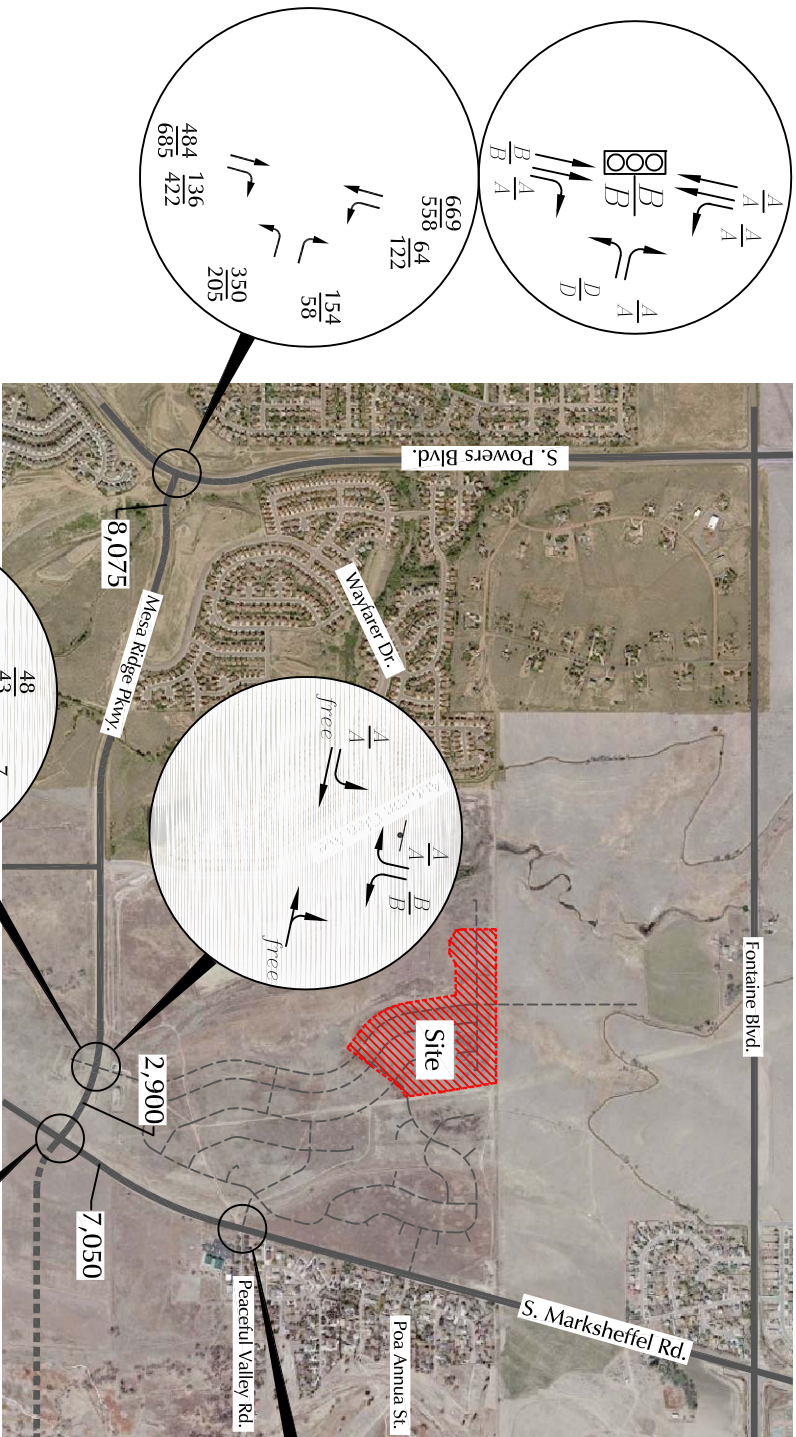 B
B
A
A
A
A
B
B
A
A
A
A
D
D
669
558
64
122
154
58
350
205
484
685
136
422
S. Powers Blvd.
Fontaine Blvd.
Wayfarer Dr.
8,075
Mesa Ridge Pkwy.
48
43
7
A
A
free
A
A
B
B
free
Site
2,900
7,050
Peaceful Valley Rd.
Poa Annua St.
S. Marksheffel Rd.